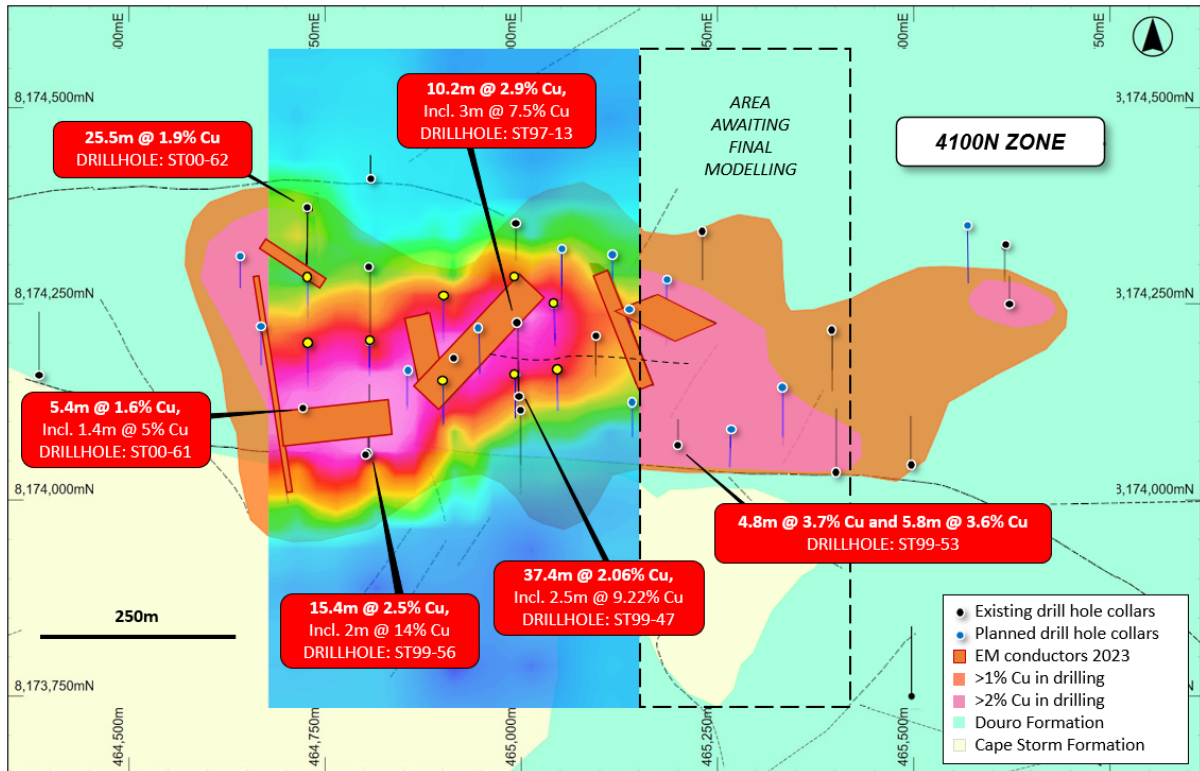 00mE
50mE
00mE
50mE
00mE
50mE
8,174,500mN
3,174,500mN
10.2m @ 2.9% Cu,
Incl. 3m @ 7.5% Cu
DRILLHOLE: ST97-13
AREA
AWAITING
FINAL
MODELLING
4100N ZONE
25.5m @ 1.9% Cu
DRILLHOLE: ST00-62
8,174,250mN
3,174,250mN
5.4m @ 1.6% Cu,
Incl. 1.4m @ 5% Cu
DRILLHOLE: ST00-61
8,174,000mN
3,174,000mN
4.8m @ 3.7% Cu and 5.8m @ 3.6% Cu
DRILLHOLE: ST99-53
37.4m @ 2.06% Cu,
Incl. 2.5m @ 9.22% Cu
DRILLHOLE: ST99-47
15.4m @ 2.5% Cu,
Incl. 2m @ 14% Cu
DRILLHOLE: ST99-56
250m
8,173,750mN
Existing drill hole collars
Planned drill hole collars
EM conductors 2023
>1% Cu in drilling
>2% Cu in drilling
Douro Formation
Cape Storm Formation
464,500mm
464,750m
465,000m
465,250m
465,500m